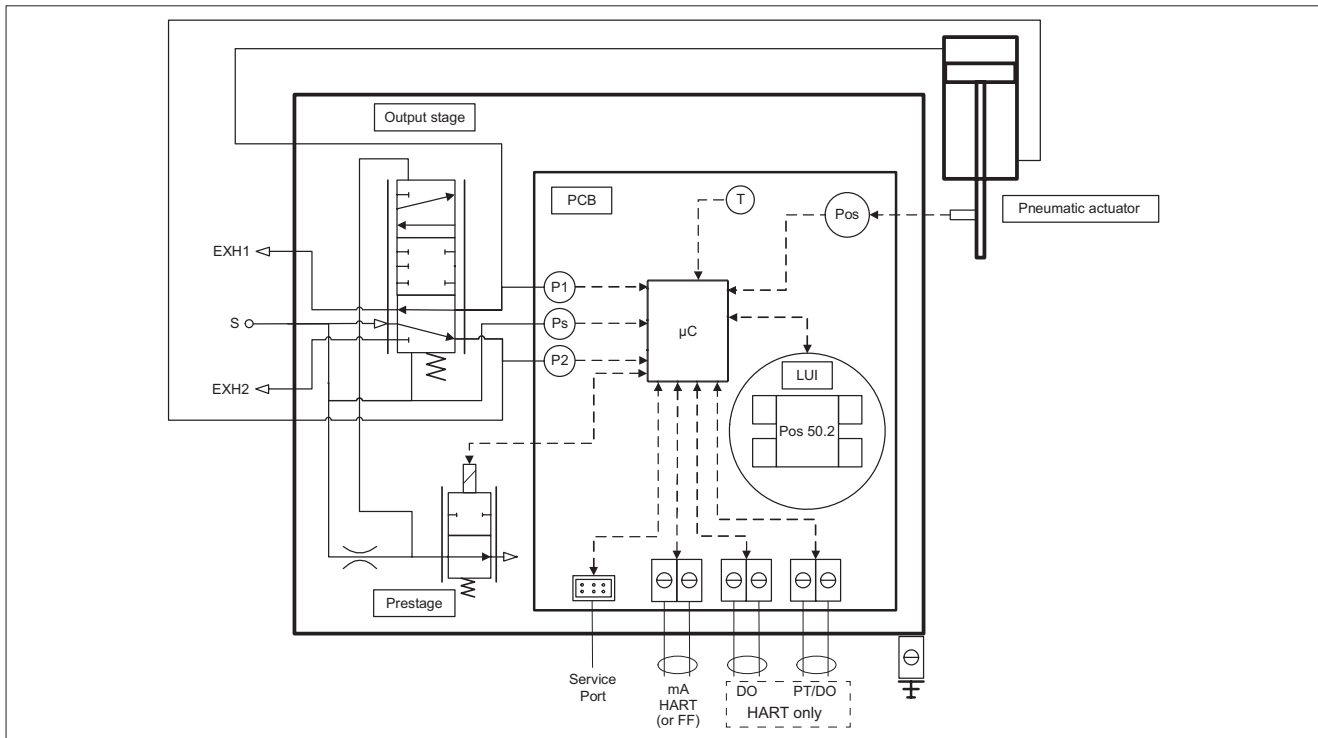 Output stage
PCB
T
Pos
Pneumatic actuator
EXH1
P1
S
Ps
µC
P2
EXH2
LUI
Pos 50.2
Prestage
Service
Port
mA
HART
(or FF)
DO
PT/DO
HART only